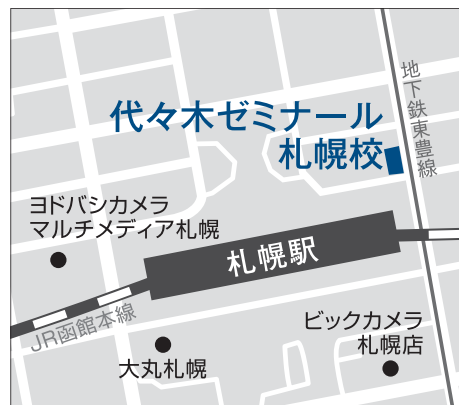 代々木ゼミナール
札幌校
地下鉄東豊線
ヨドバシカメラ
マルチメディア札幌
札幌駅
JR函館本線
大丸札幌
ビックカメラ
札幌店